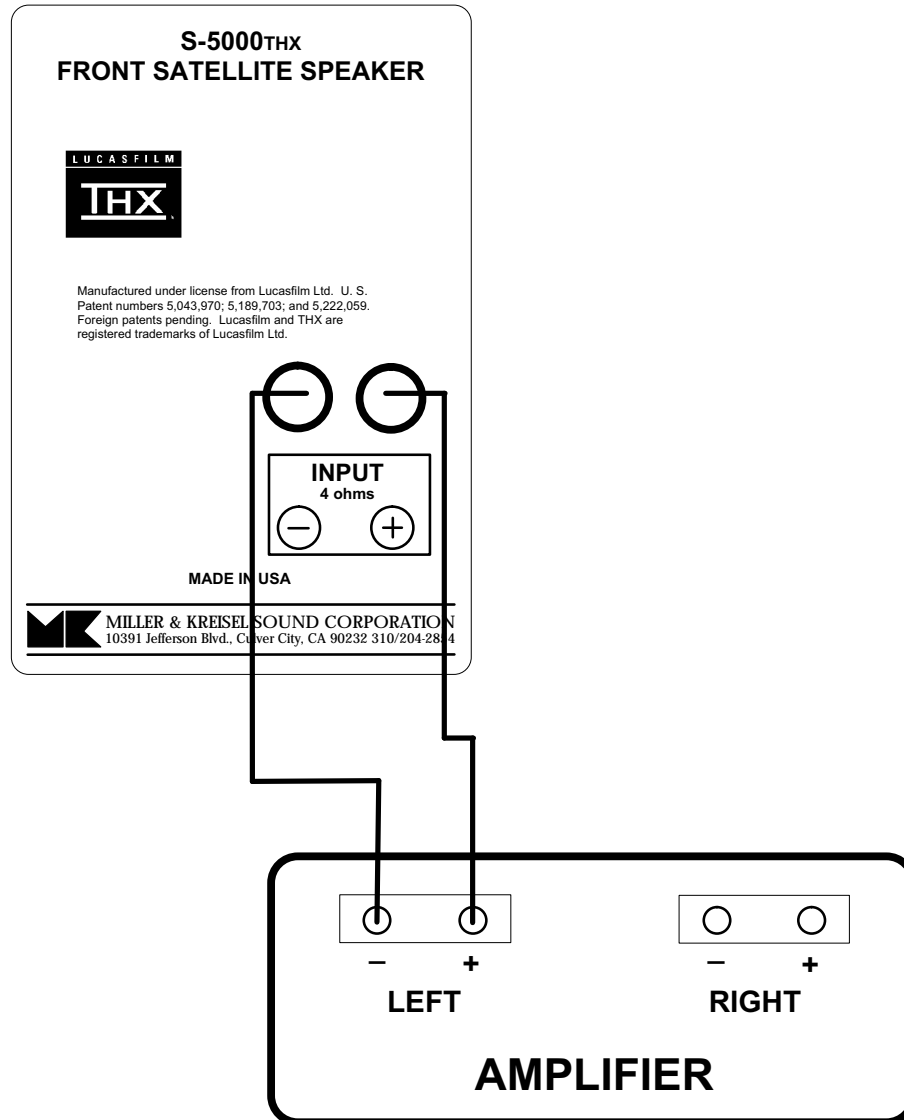 S-5000THX
FRONT SATELLITE SPEAKER
LUCASFILM
THX
Manufactured under license from Lucasfilm Ltd. U. S.
Patent numbers 5,043,970; 5,189,703; and 5,222,059.
Foreign patents pending. Lucasfilm and THX are
registered trademarks of Lucasfilm Ltd.
INPUT
4 ohms
− +
MADE IN USA
MK MILLER & KREISEL SOUND CORPORATION
10391 Jefferson Blvd., Culver City, CA 90232 310/204-2854
− + − +
LEFT RIGHT
AMPLIFIER